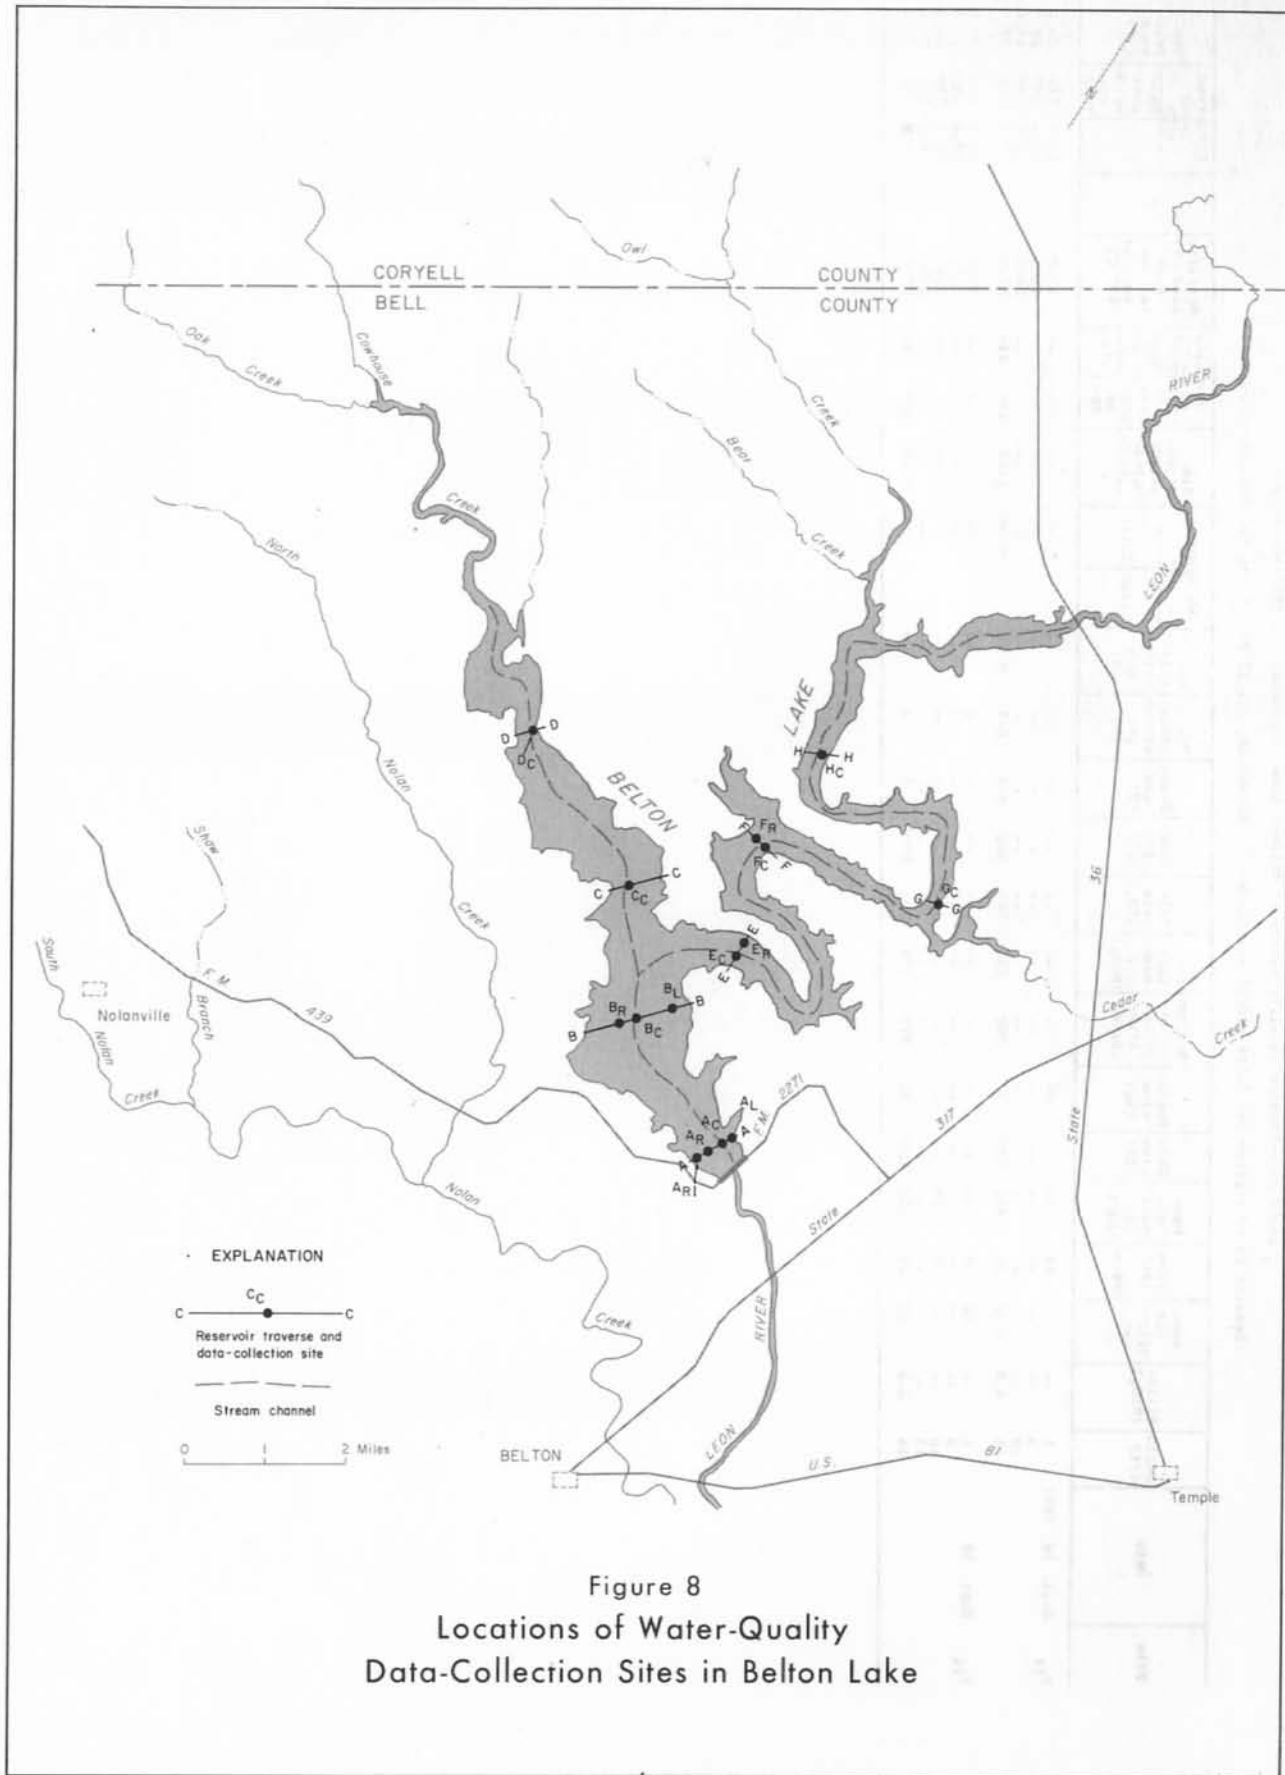 N
Owl
CORYELL COUNTY
BELL COUNTY
Oak
Creek
Cowhouse
Creek
RIVER
Creek
Bear
Creek
North
LEON
LAKE
D D
DC
H H
HC
BELTON
Nolan
Shaw
F FR
FC F
C C
CC
36
GC
G G
Creek
South
E
EC ER
E
F. M.
Nolanville
439
Branch
BL
BR B
B BC
Cedar
Creek
Nolan
Creek
2271
F.M.
AL
AC
AR A
A
AR1
317
State
Nolan
State
EXPLANATION
CC
C C
Reservoir traverse and
data-collection site
Stream channel
0 1 2 Miles
Creek
RIVER
LEON
BELTON
U.S. 81
Temple
Figure 8
Locations of Water-Quality
Data-Collection Sites in Belton Lake